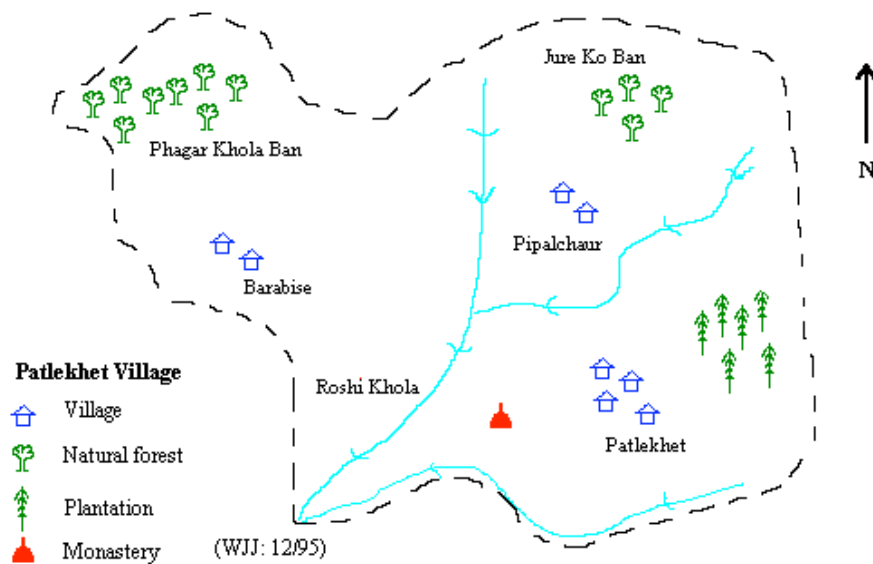 Jure Ko Ban
Phagar Khola Ban
N
Pipalchaur
Barabise
Roshi Khola
Patlekhet
Patlekhet Village
Village
Natural forest
Plantation
Monastery
(WJJ: 12/95)